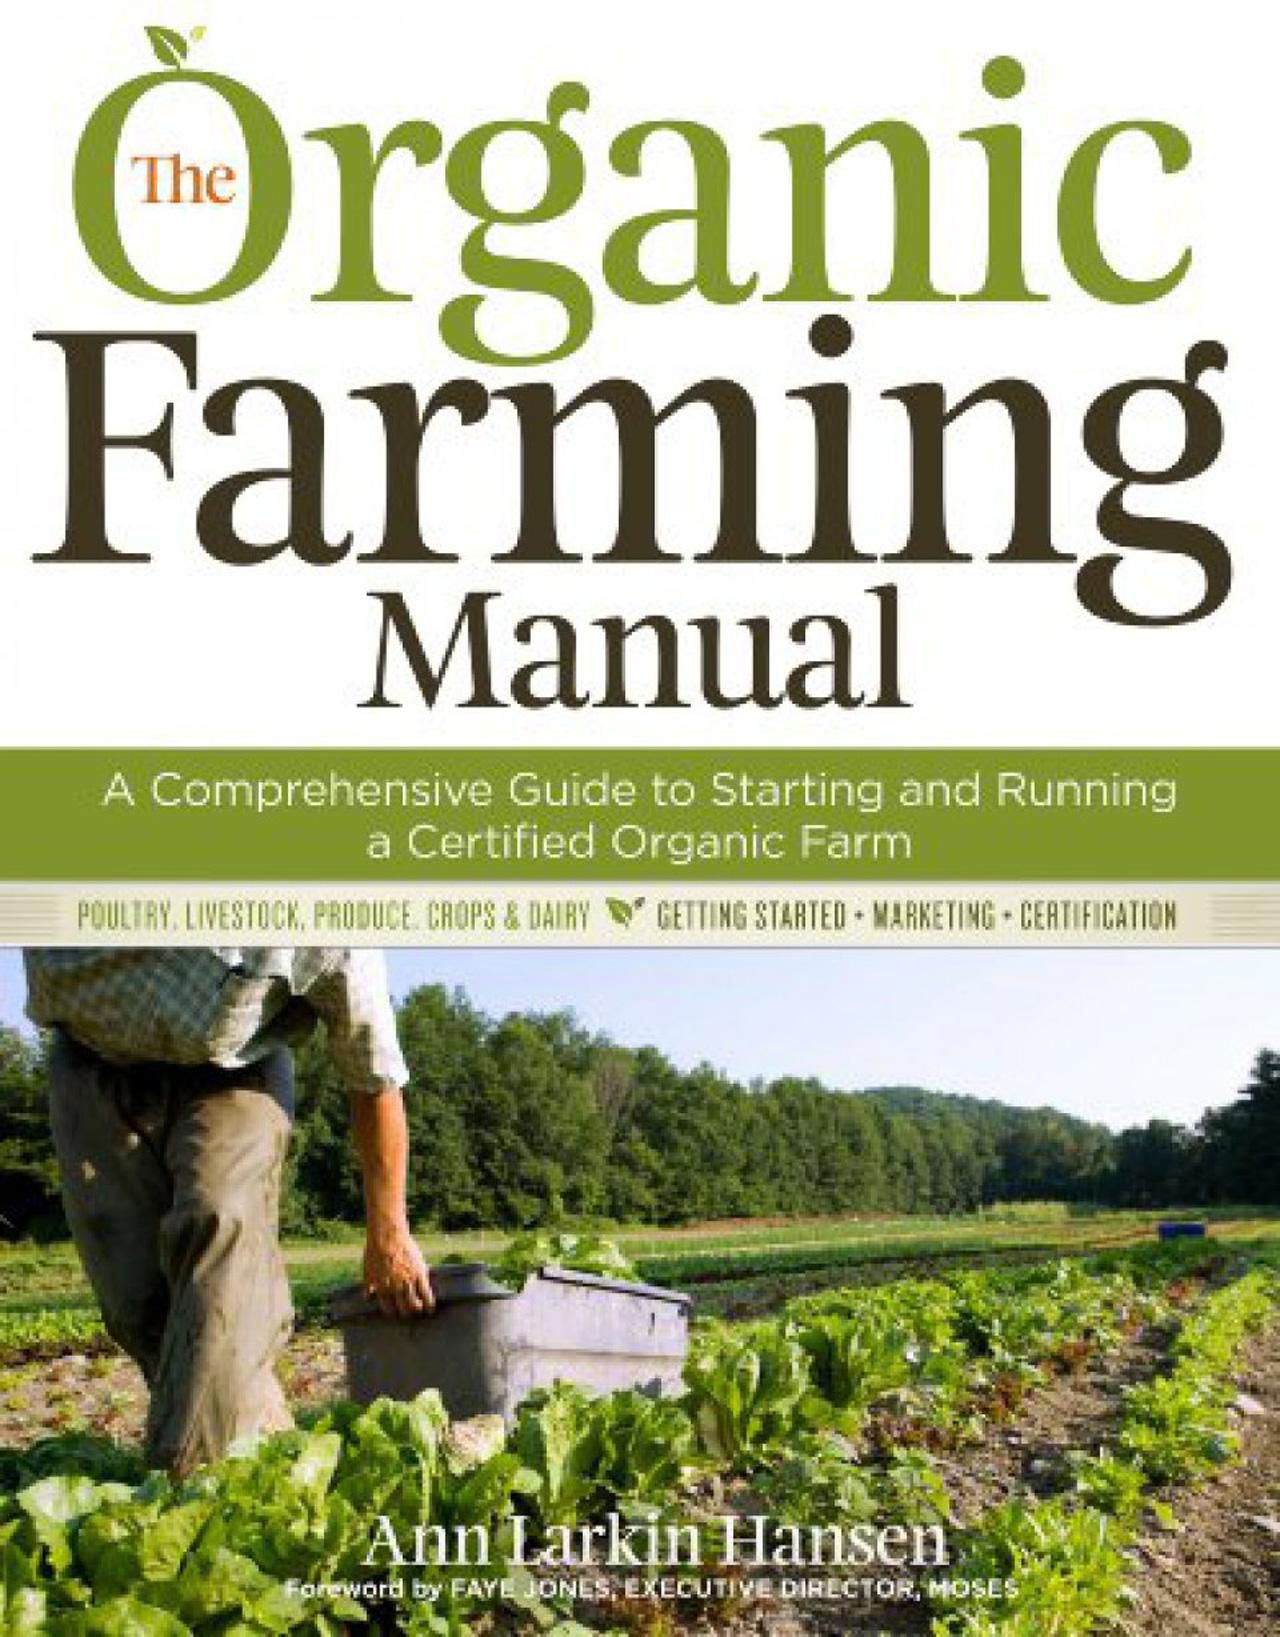 The
Organic
Farming
Manual
A Comprehensive Guide to Starting and Running
a Certified Organic Farm
POULTRY, LIVESTOCK, PRODUCE, CROPS & DAIRY GETTING STARTED • MARKETING • CERTIFICATION
Ann Larkin Hansen
Foreword by FAYE JONES, EXECUTIVE DIRECTOR, MOSES